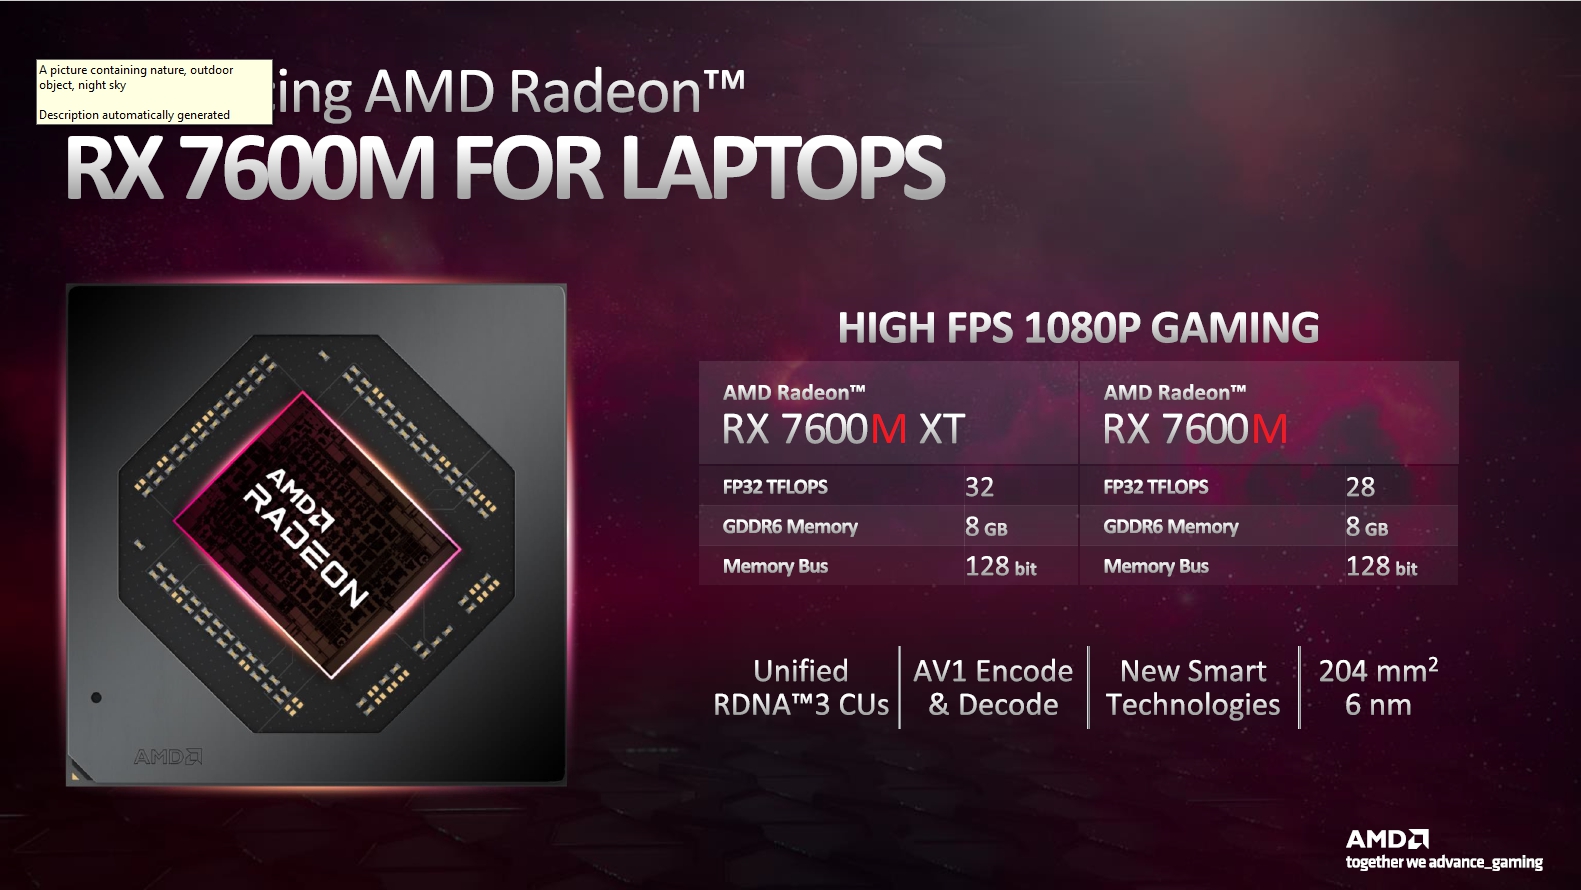 A picture containing nature, outdoor
object, night sky
Description automatically generated
cing AMD Radeon™
RX 7600M FOR LAPTOPS
AMD
RADEON
AMD
HIGH FPS 1080P GAMING
AMD Radeon™
RX 7600M XT
AMD Radeon™
RX 7600M
FP32 TFLOPS 32 FP32 TFLOPS 28
GDDR6 Memory 8 GB GDDR6 Memory 8 GB
Memory Bus 128 bit Memory Bus 128 bit
Unified
RDNA™3 CUs
AV1 Encode
& Decode
New Smart
Technologies
204 mm²
6 nm
AMD
together we advance_gaming